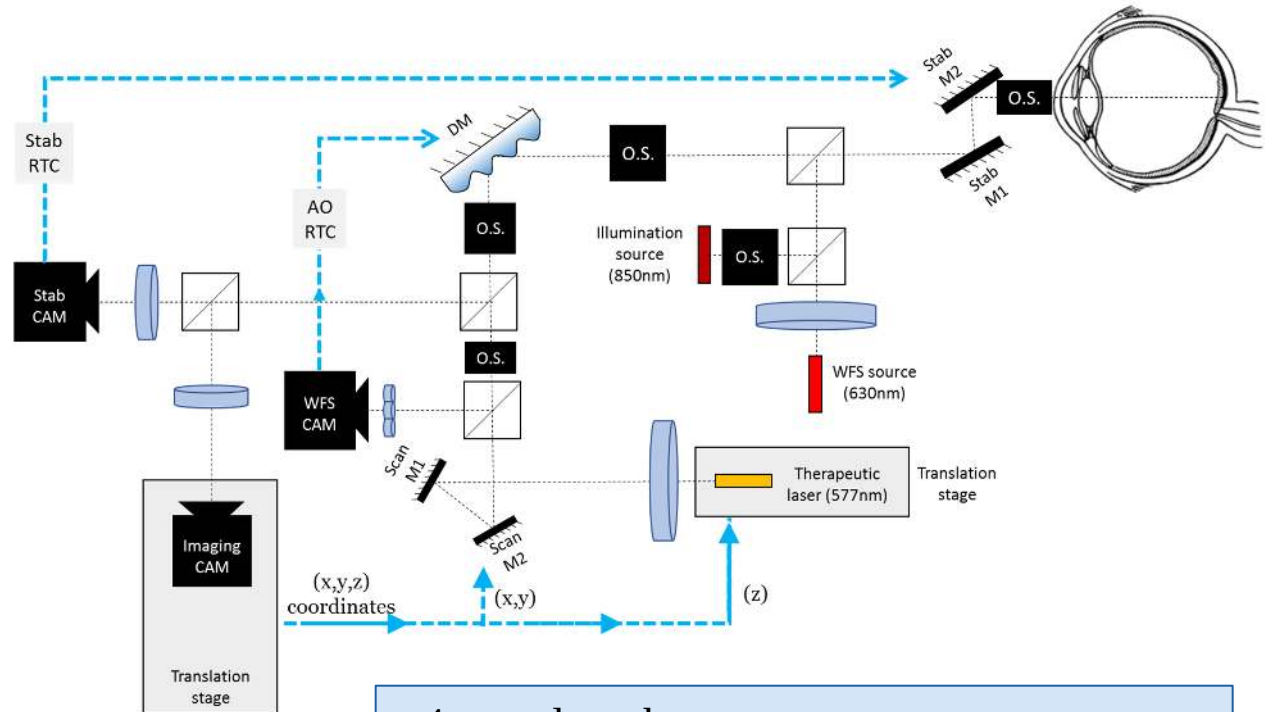 Stab
M2
O.S.
DM
Stab
RTC
O.S.
Stab
M1
AO
RTC
O.S.
Illumination
source
(850nm)
O.S.
Stab
CAM
O.S.
WFS source
(630nm)
WFS
CAM
Scan
M1
Therapeutic
laser (577nm)
Translation
stage
Scan
M2
Imaging
CAM
(x,y,z)
coordinates
(x,y)
(z)
Translation
stage